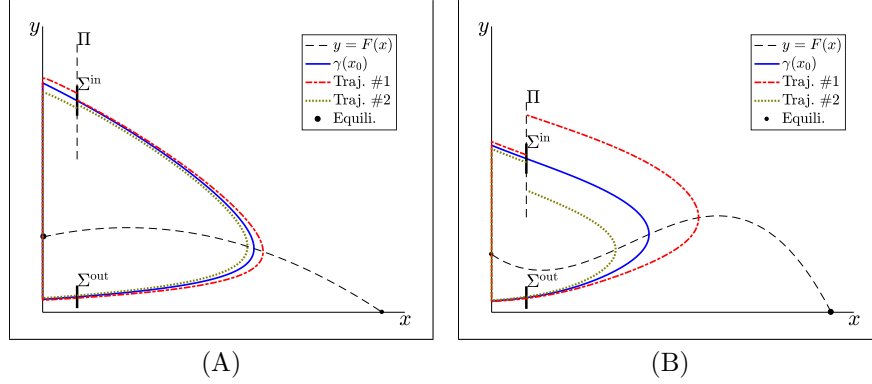 y
Π
Σ^in
Σ^out
x
y = F(x)
γ(x₀)
Traj. #1
Traj. #2
Equili.
(A)
y
Π
Σ^in
Σ^out
x
y = F(x)
γ(x₀)
Traj. #1
Traj. #2
Equili.
(B)